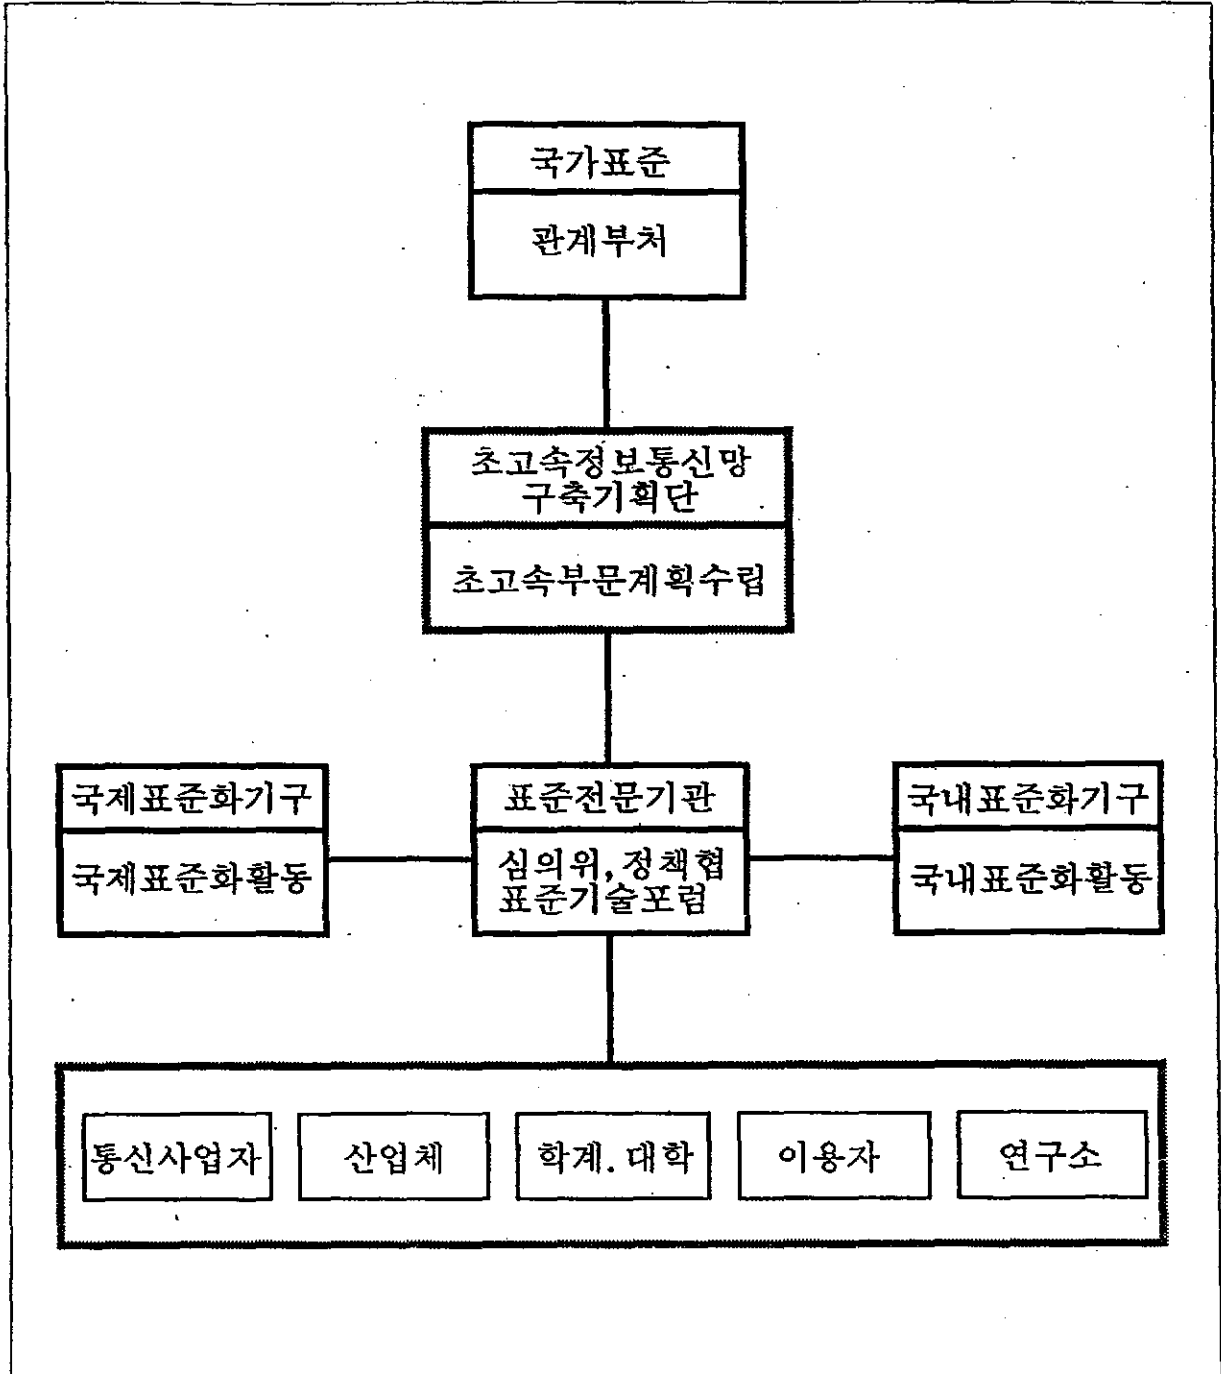 국가표준
관계부처
초고속정보통신망
구축기획단
초고속부문계획수립
국제표준화기구
국제표준화활동
표준전문기관
심의위,정책협
표준기술포럼
국내표준화기구
국내표준화활동
통신사업자
산업체
학계.대학
이용자
연구소